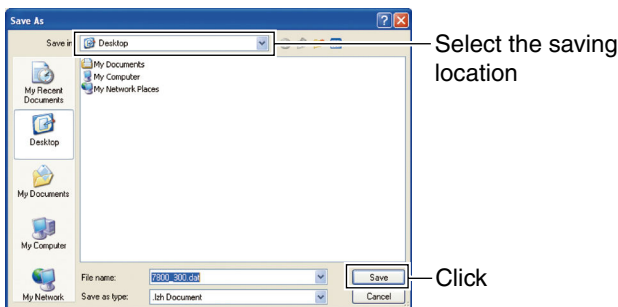 Save As
Save in
Desktop
Select the saving
location
My Documents
My Computer
My Network Places
My Recent
Documents
Desktop
My Documents
My Computer
File name:
7800_300.dat
Save
Click
My Network
Save as type:
.lzh Document
Cancel